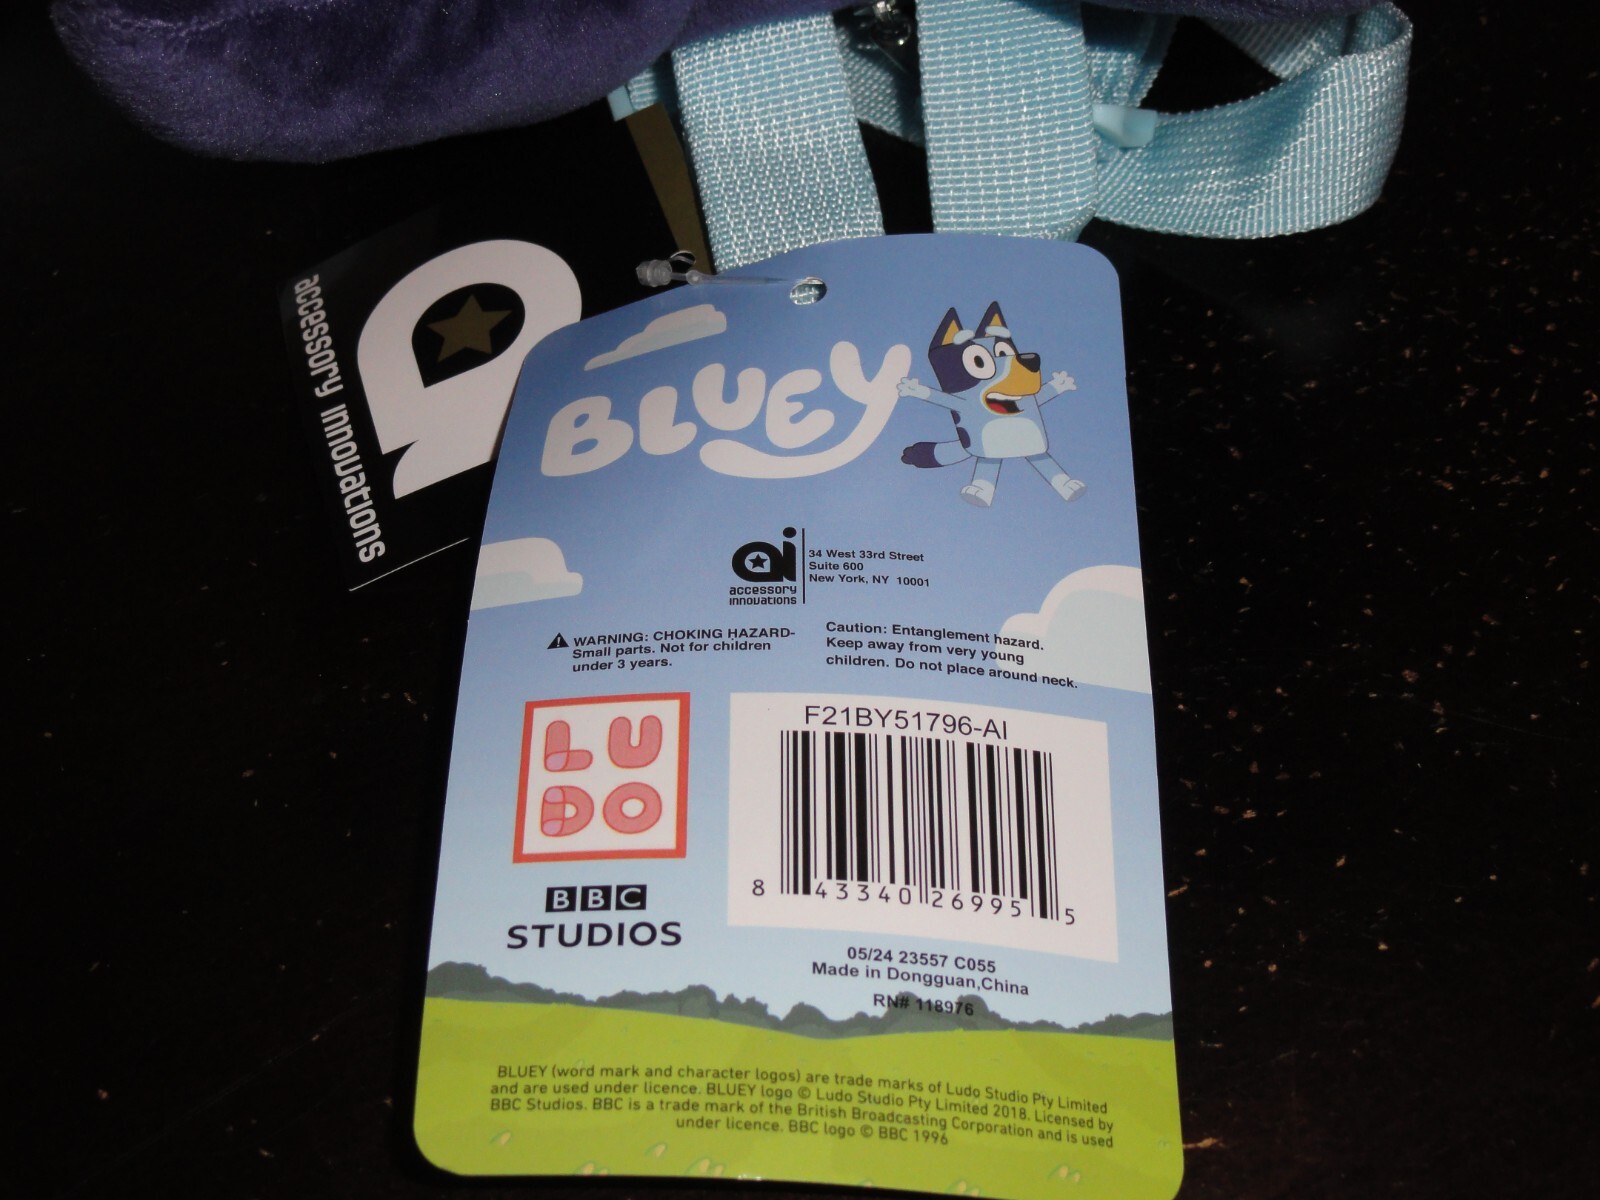 accessory innovations
BLUEY
ai
accessory
innovations
34 West 33rd Street
Suite 600
New York, NY 10001
WARNING: CHOKING HAZARD-
Small parts. Not for children
under 3 years.
Caution: Entanglement hazard.
Keep away from very young
children. Do not place around neck.
LU
DO
BBC
STUDIOS
F21BY51796-AI
8 43340 26995 5
05/24 23557 C055
Made in Dongguan,China
RN# 118976
BLUEY (word mark and character logos) are trade marks of Ludo Studio Pty Limited
and are used under licence. BLUEY logo © Ludo Studio Pty Limited 2018. Licensed by
BBC Studios. BBC is a trade mark of the British Broadcasting Corporation and is used
under licence. BBC logo © BBC 1996